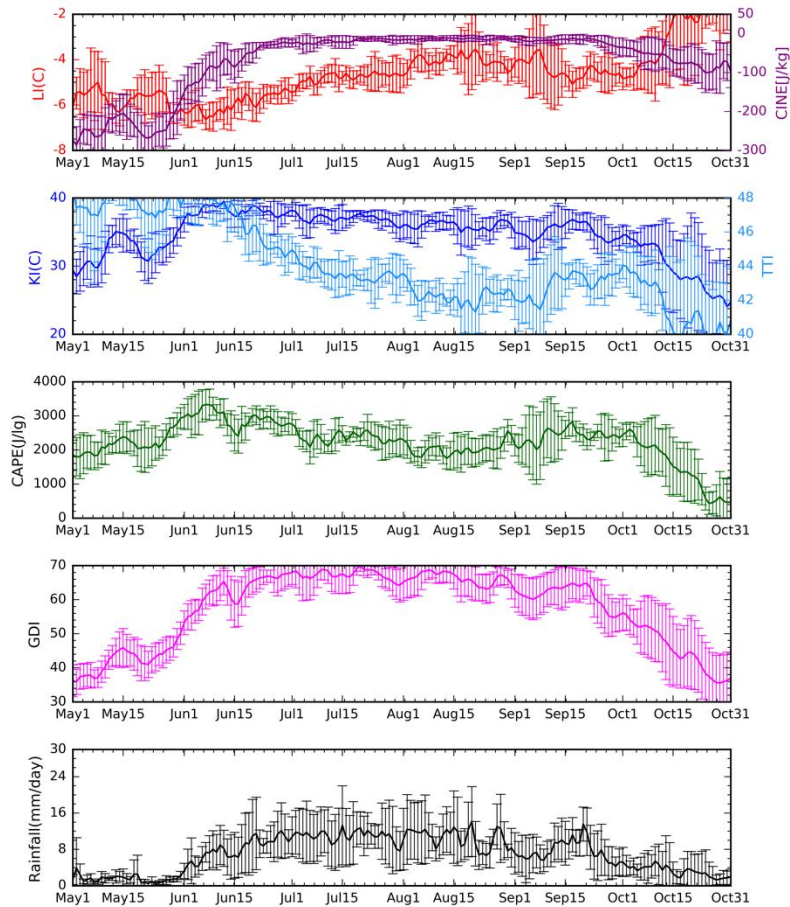 -2
-4
-6
-8
LI(C)
50
0
-100
-200
-300
CINE[J/kg]
May1 May15 Jun1 Jun15 Jul1 Jul15 Aug1 Aug15 Sep1 Sep15 Oct1 Oct15 Oct31
40
30
20
KI(C)
48
46
44
42
40
TTI
May1 May15 Jun1 Jun15 Jul1 Jul15 Aug1 Aug15 Sep1 Sep15 Oct1 Oct15 Oct31
4000
3000
2000
1000
0
CAPE(J/Ig)
May1 May15 Jun1 Jun15 Jul1 Jul15 Aug1 Aug15 Sep1 Sep15 Oct1 Oct15 Oct31
70
60
50
40
30
GDI
May1 May15 Jun1 Jun15 Jul1 Jul15 Aug1 Aug15 Sep1 Sep15 Oct1 Oct15 Oct31
30
24
16
8
0
Rainfall(mm/day)
May1 May15 Jun1 Jun15 Jul1 Jul15 Aug1 Aug15 Sep1 Sep15 Oct1 Oct15 Oct31